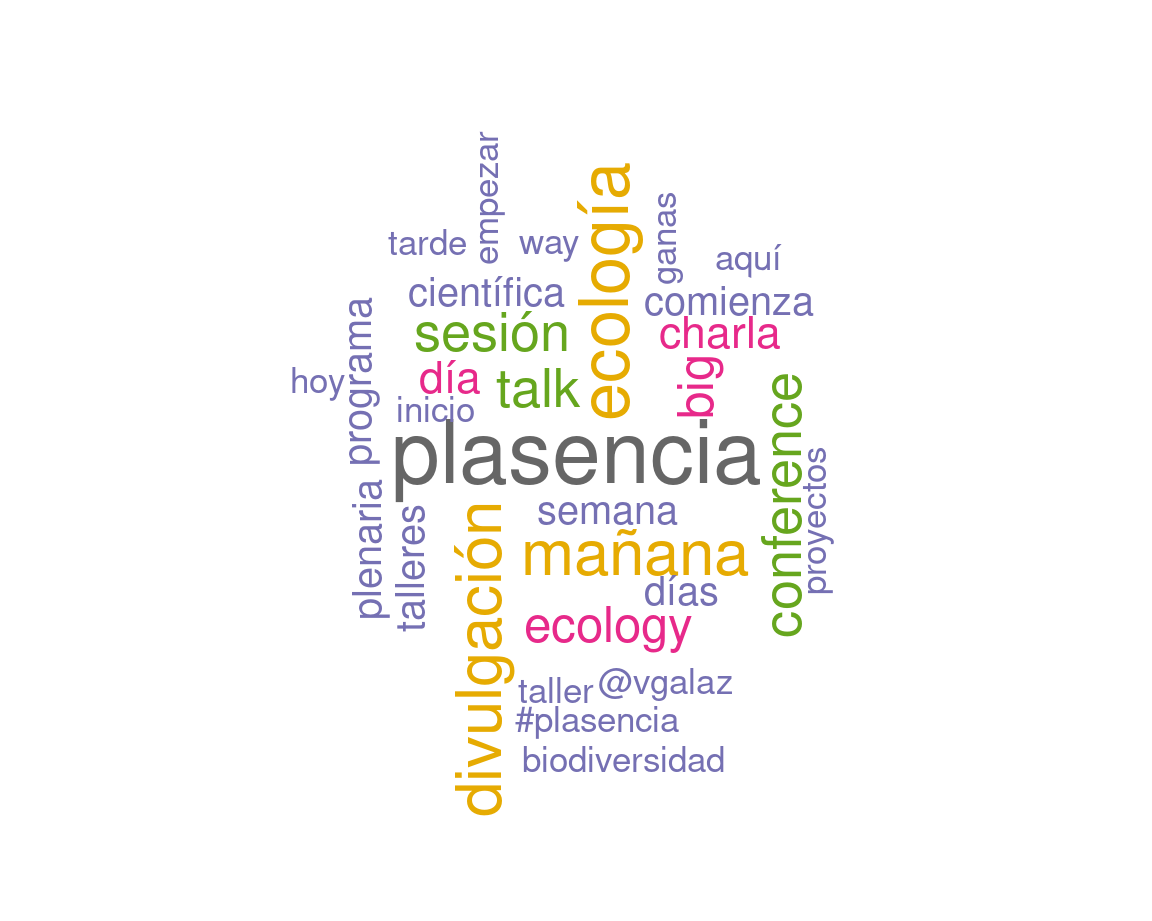 empezar
ecología
tarde
way
ganas
aquí
científica
comienza
programa
sesión
charla
hoy
día
talk
big
inicio
plasencia
conference
proyectos
plenaria
talleres
semana
divulgación
mañana
días
ecology
taller
@vgalaz
#plasencia
biodiversidad